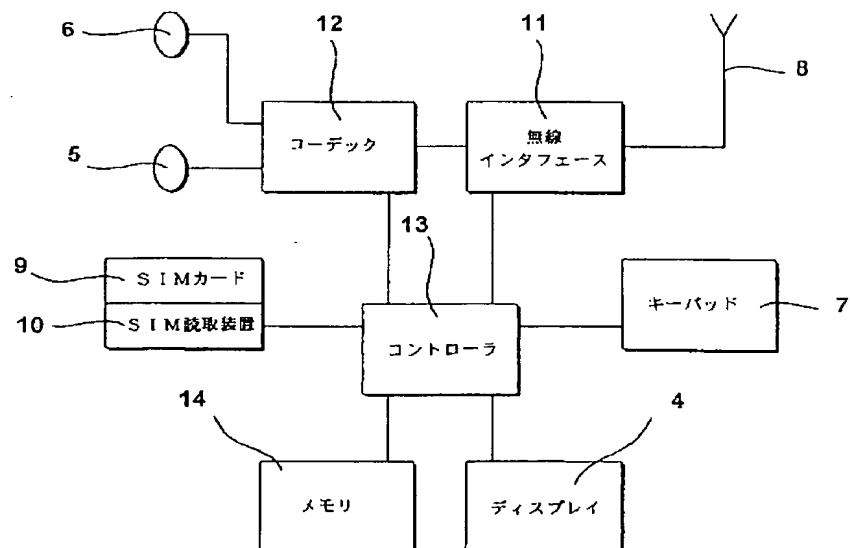 6
12
11
8
コーデック
無線
インタフェース
5
13
9
SIMカード
10
SIM読取装置
コントローラ
キーパッド
7
14
4
メモリ
ディスプレイ